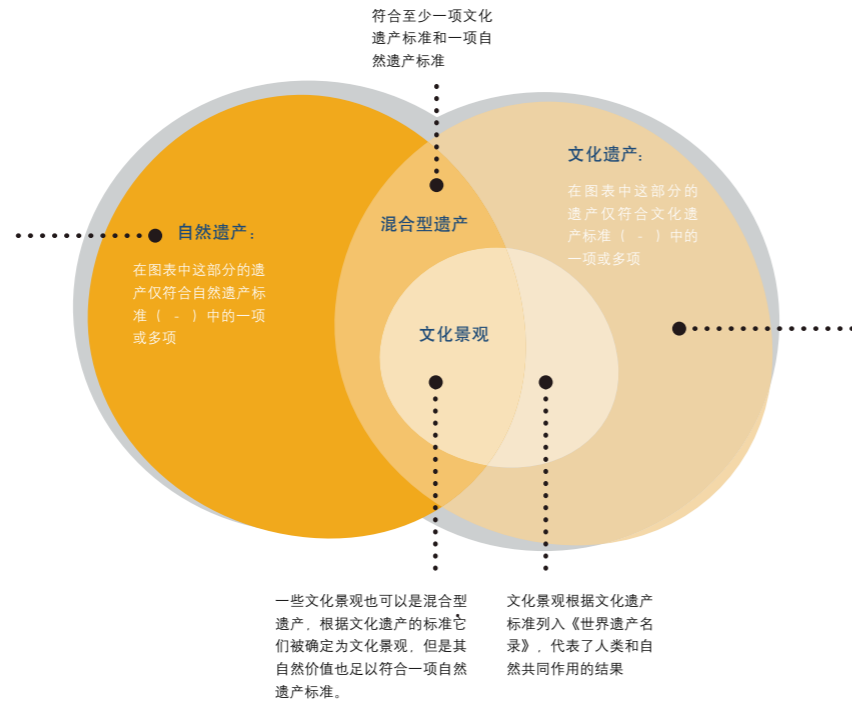 符合至少一项文化
遗产标准和一项自
然遗产标准
文化遗产:
在图表中这部分的
遗产仅符合文化遗
产标准（ - ）中的
一项或多项
混合型遗产
自然遗产:
在图表中这部分的遗
产仅符合自然遗产标
准（ - ）中的一项
或多项
文化景观
一些文化景观也可以是混合型
遗产，根据文化遗产的标准它
们被确定为文化景观，但是其
自然价值也足以符合一项自然
遗产标准。
文化景观根据文化遗产
标准列入《世界遗产名
录》，代表了人类和自
然共同作用的结果